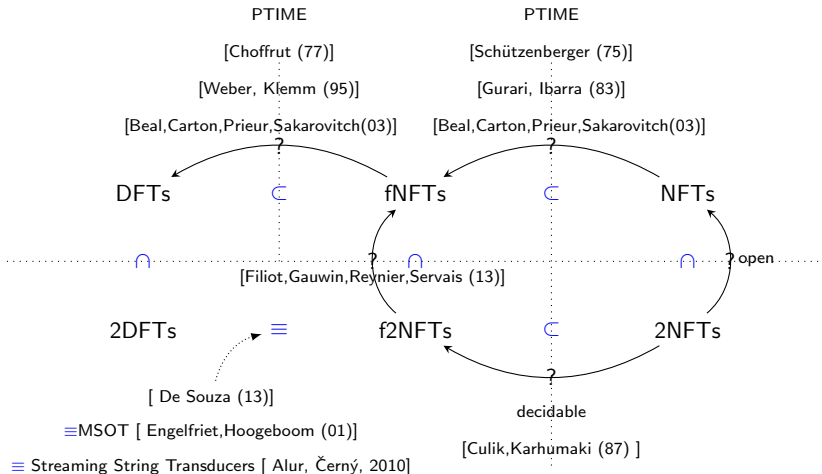 PTIME PTIME
[Choffrut (77)] [Schützenberger (75)]
[Weber, Klemm (95)] [Gurari, Ibarra (83)]
[Beal,Carton,Prieur,Sakarovitch(03)] [Beal,Carton,Prieur,Sakarovitch(03)]
? ?
DFTs ⊂ fNFTs ⊂ NFTs
∩ ? ∩ ∩ ? open
[Filiot,Gauwin,Reynier,Servais (13)]
2DFTs ≡ f2NFTs ⊂ 2NFTs
?
[ De Souza (13)] decidable
≡MSOT [ Engelfriet,Hoogeboom (01)]
[Culik,Karhumaki (87) ]
≡ Streaming String Transducers [ Alur, Černý, 2010]